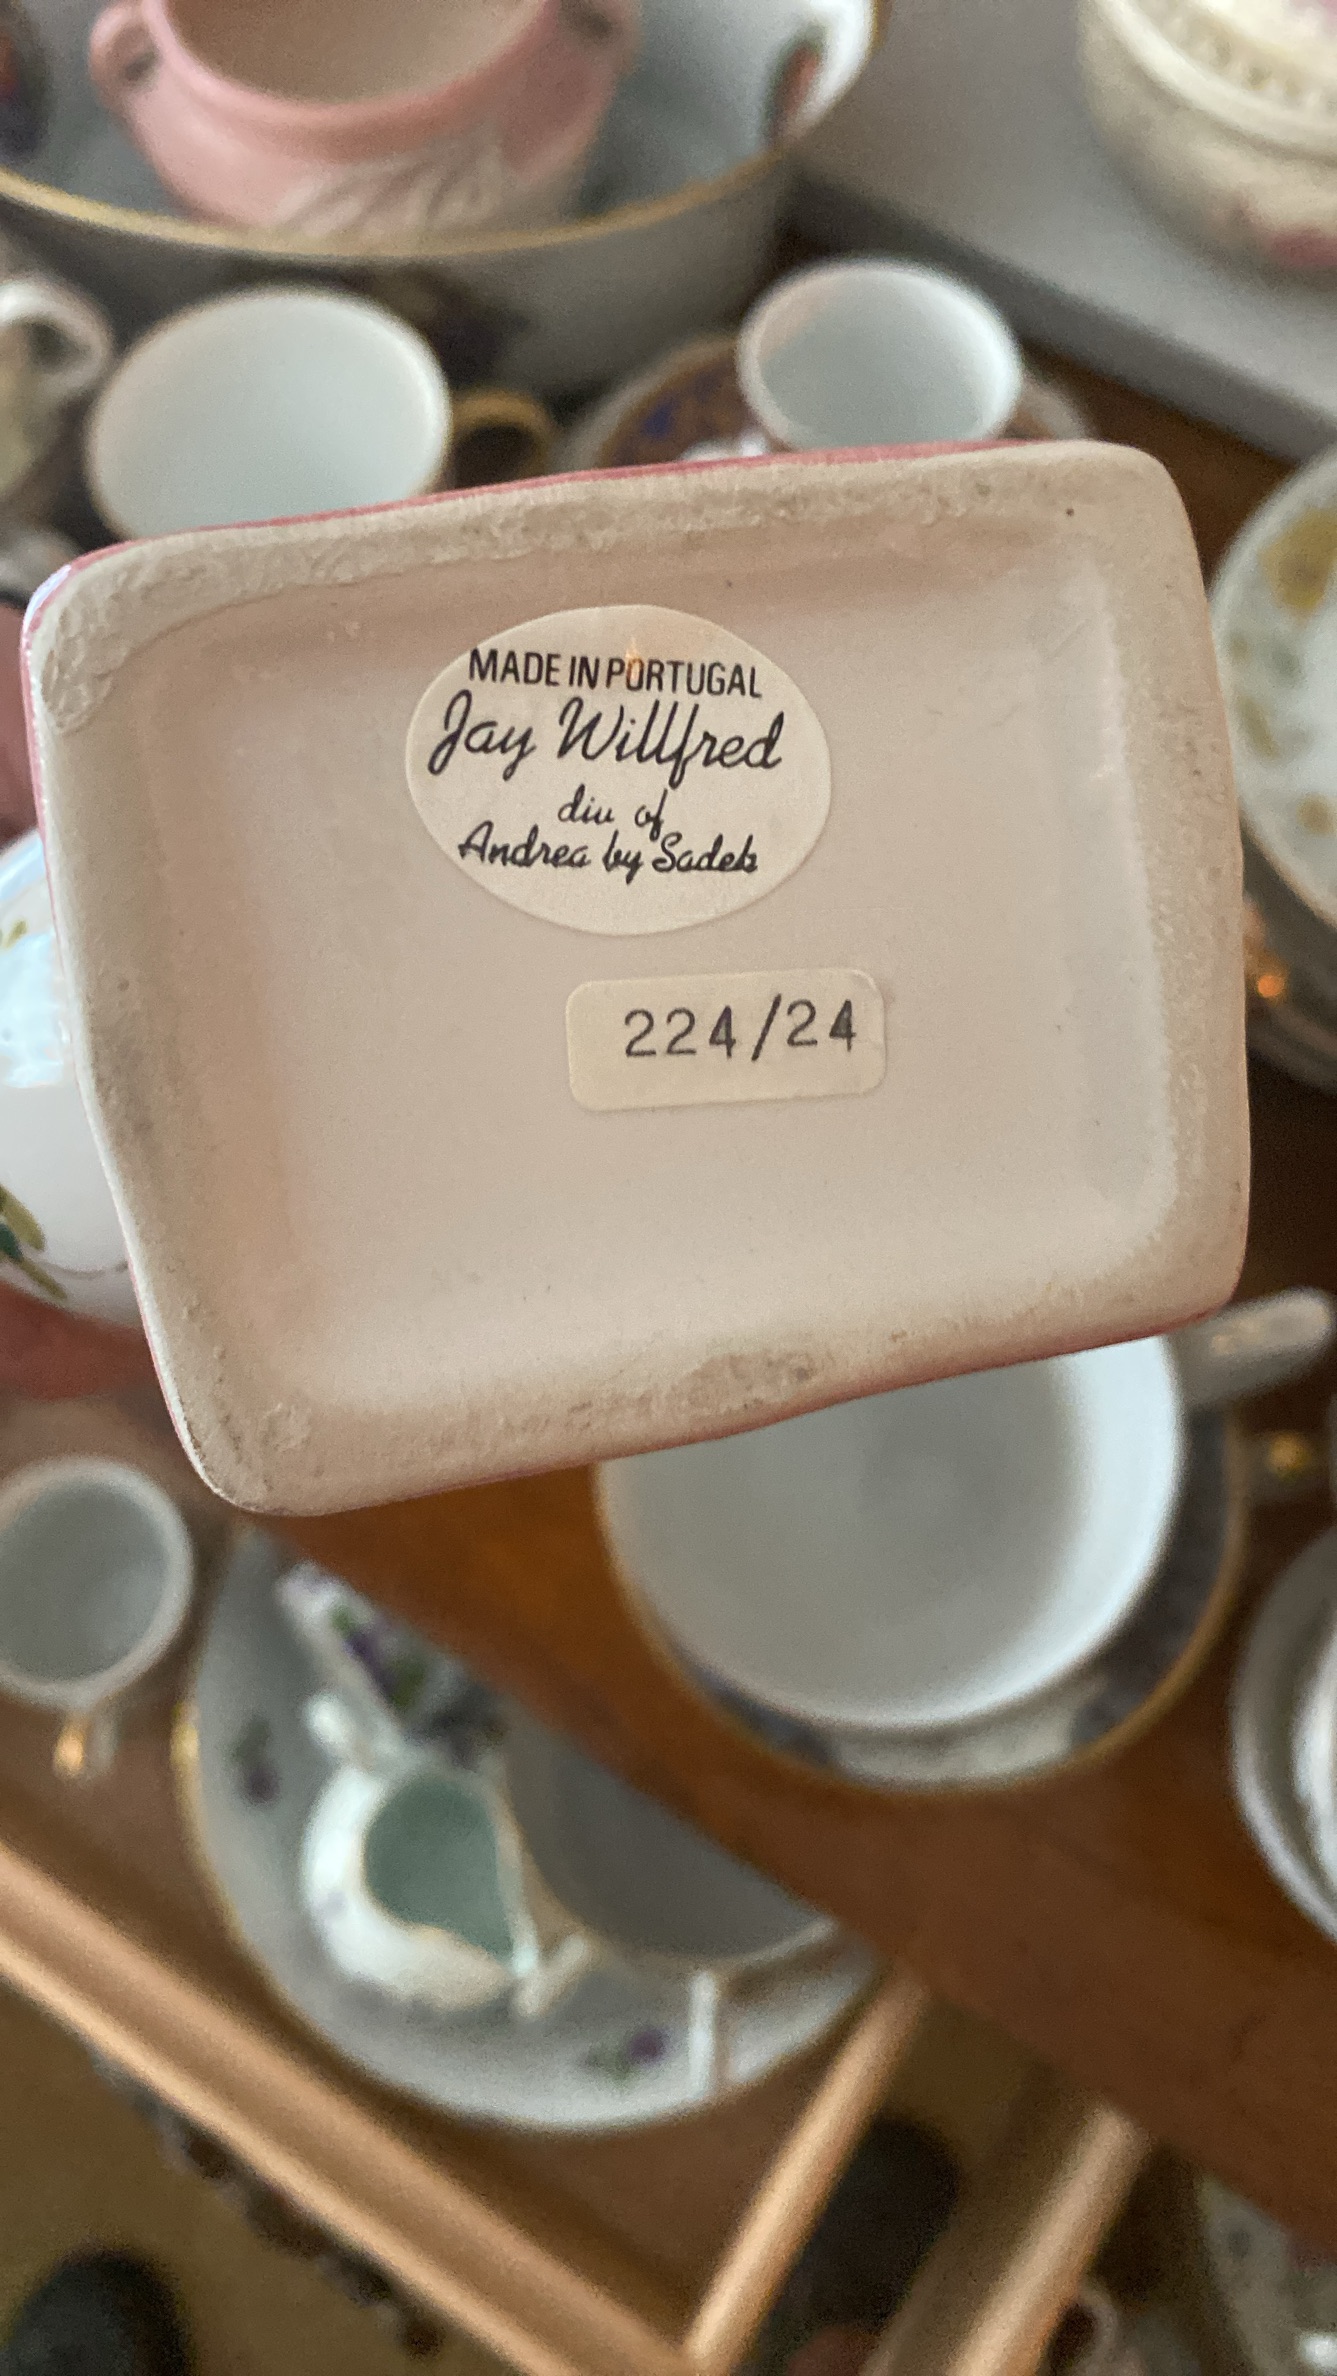 MADE IN PORTUGAL
Jay Willfred
div of
Andrea by Sadek
224/24